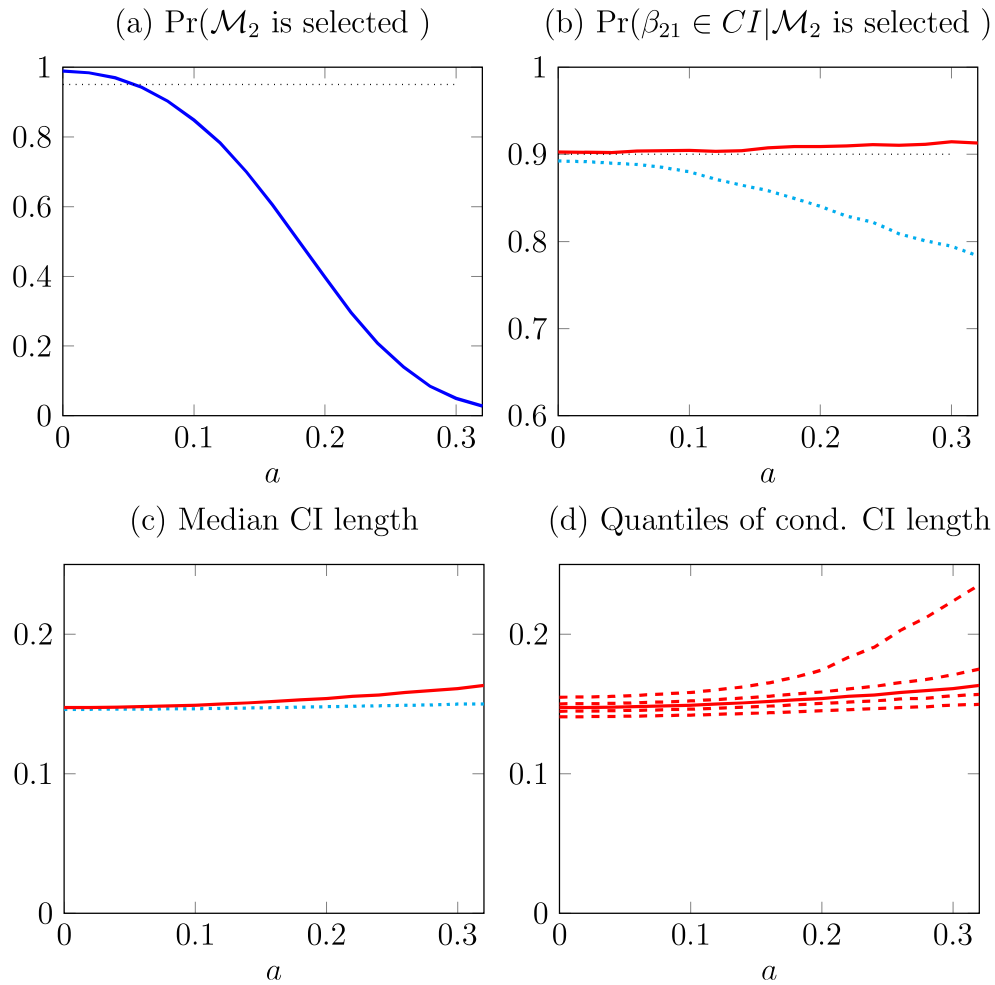 (a) Pr(ℳ₂ is selected )
1
0.8
0.6
0.4
0.2
0
0 0.1 0.2 0.3
a
(b) Pr(β₂₁ ∈ CI|ℳ₂ is selected )
1
0.9
0.8
0.7
0.6
0 0.1 0.2 0.3
a
(c) Median CI length
0.2
0.1
0
0 0.1 0.2 0.3
a
(d) Quantiles of cond. CI length
0.2
0.1
0
0 0.1 0.2 0.3
a